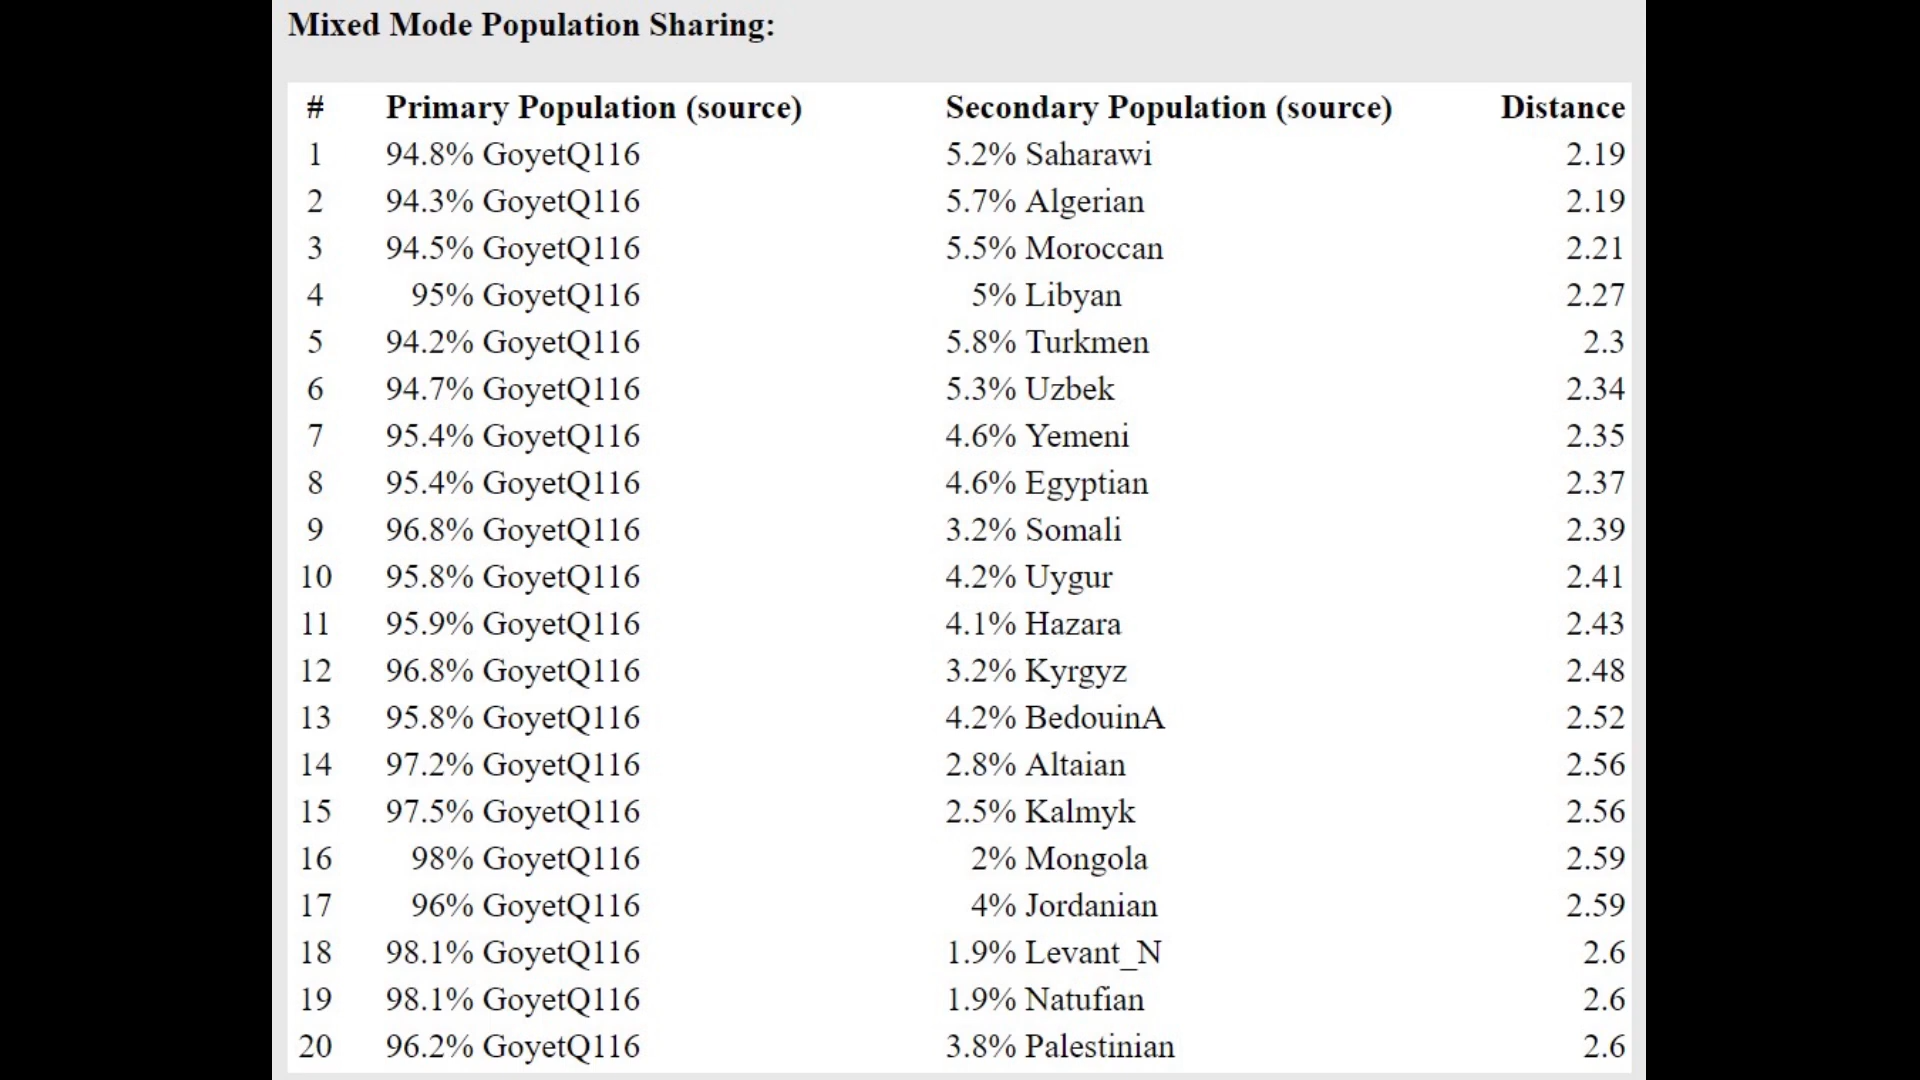 Mixed Mode Population Sharing:
# Primary Population (source) Secondary Population (source) Distance
1 94.8% GoyetQ116 5.2% Saharawi 2.19
2 94.3% GoyetQ116 5.7% Algerian 2.19
3 94.5% GoyetQ116 5.5% Moroccan 2.21
4 95% GoyetQ116 5% Libyan 2.27
5 94.2% GoyetQ116 5.8% Turkmen 2.3
6 94.7% GoyetQ116 5.3% Uzbek 2.34
7 95.4% GoyetQ116 4.6% Yemeni 2.35
8 95.4% GoyetQ116 4.6% Egyptian 2.37
9 96.8% GoyetQ116 3.2% Somali 2.39
10 95.8% GoyetQ116 4.2% Uygur 2.41
11 95.9% GoyetQ116 4.1% Hazara 2.43
12 96.8% GoyetQ116 3.2% Kyrgyz 2.48
13 95.8% GoyetQ116 4.2% BedouinA 2.52
14 97.2% GoyetQ116 2.8% Altaian 2.56
15 97.5% GoyetQ116 2.5% Kalmyk 2.56
16 98% GoyetQ116 2% Mongola 2.59
17 96% GoyetQ116 4% Jordanian 2.59
18 98.1% GoyetQ116 1.9% Levant_N 2.6
19 98.1% GoyetQ116 1.9% Natufian 2.6
20 96.2% GoyetQ116 3.8% Palestinian 2.6